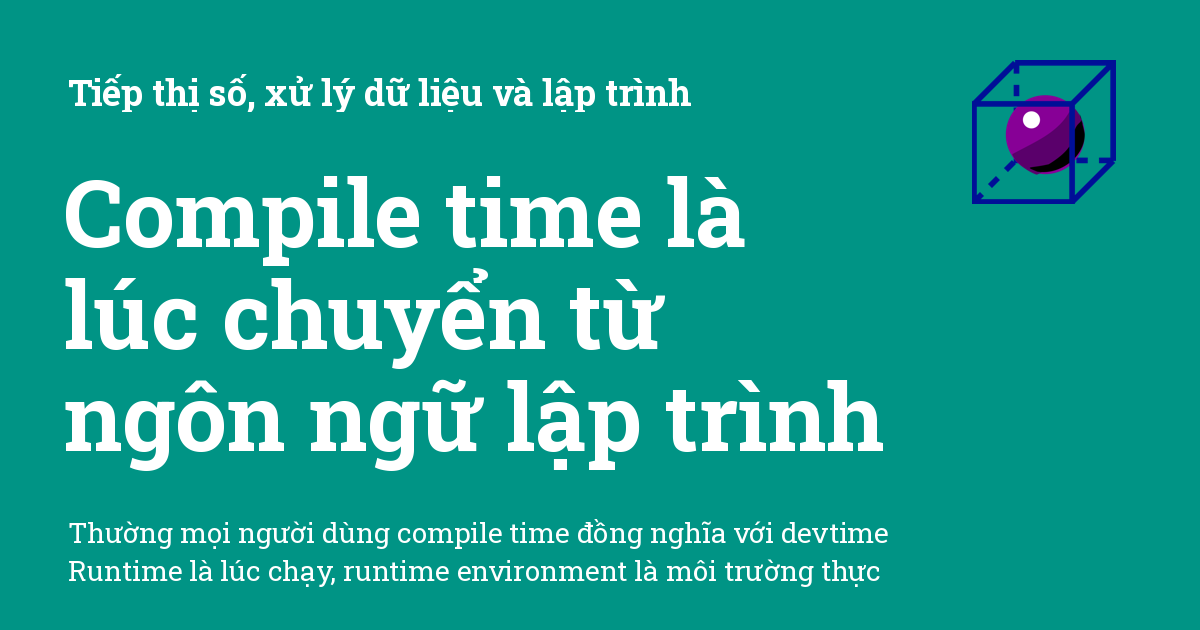 Tiếp thị số, xử lý dữ liệu và lập trình
Compile time là
lúc chuyển từ
ngôn ngữ lập trình
Thường mọi người dùng compile time đồng nghĩa với devtime
Runtime là lúc chạy, runtime environment là môi trường thực